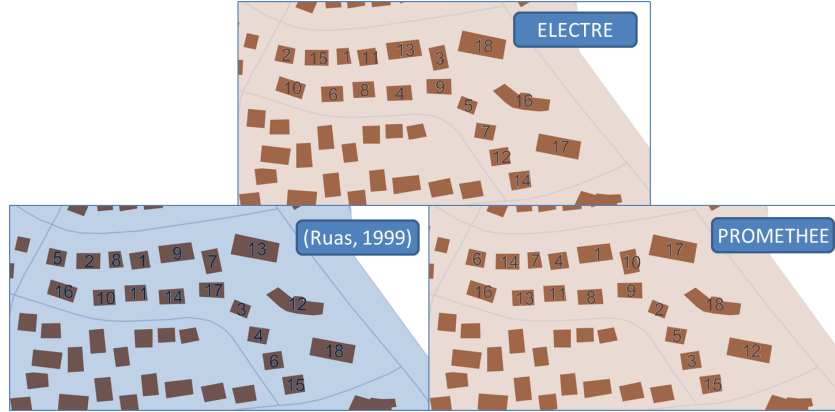 ELECTRE
2 15 1 11 13 3 18
10 6 8 4 9 5 16
7 12 14 17
(Ruas, 1999)
5 2 8 1 9 7 13
16 10 11 14 17 3 12
4 6 15 18
PROMETHEE
6 14 7 4 1 10 17
16 13 11 8 9 2 18
5 3 15 12